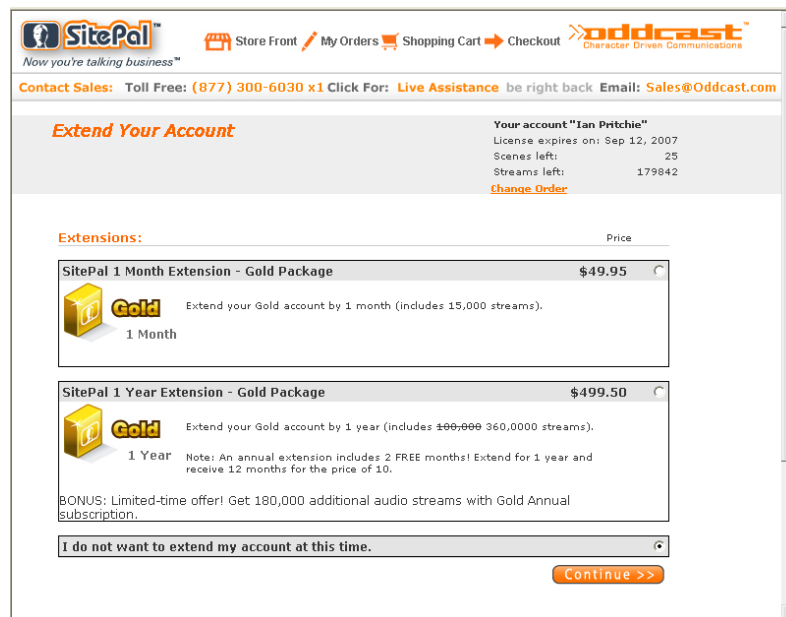 SitePal™
Now you're talking business™
Store Front My Orders Shopping Cart Checkout
oddcast™
Character Driven Communications
Contact Sales: Toll Free: (877) 300-6030 x1 Click For: Live Assistance be right back Email: Sales@Oddcast.com
Extend Your Account
Your account "Ian Pritchie"
License expires on: Sep 12, 2007
Scenes left: 25
Streams left: 179842
Change Order
Extensions: Price
SitePal 1 Month Extension - Gold Package $49.95
Gold
1 Month
Extend your Gold account by 1 month (includes 15,000 streams).
SitePal 1 Year Extension - Gold Package $499.50
Gold
1 Year
Extend your Gold account by 1 year (includes 180,000 360,0000 streams).
Note: An annual extension includes 2 FREE months! Extend for 1 year and
receive 12 months for the price of 10.
BONUS: Limited-time offer! Get 180,000 additional audio streams with Gold Annual
subscription.
I do not want to extend my account at this time.
Continue >>